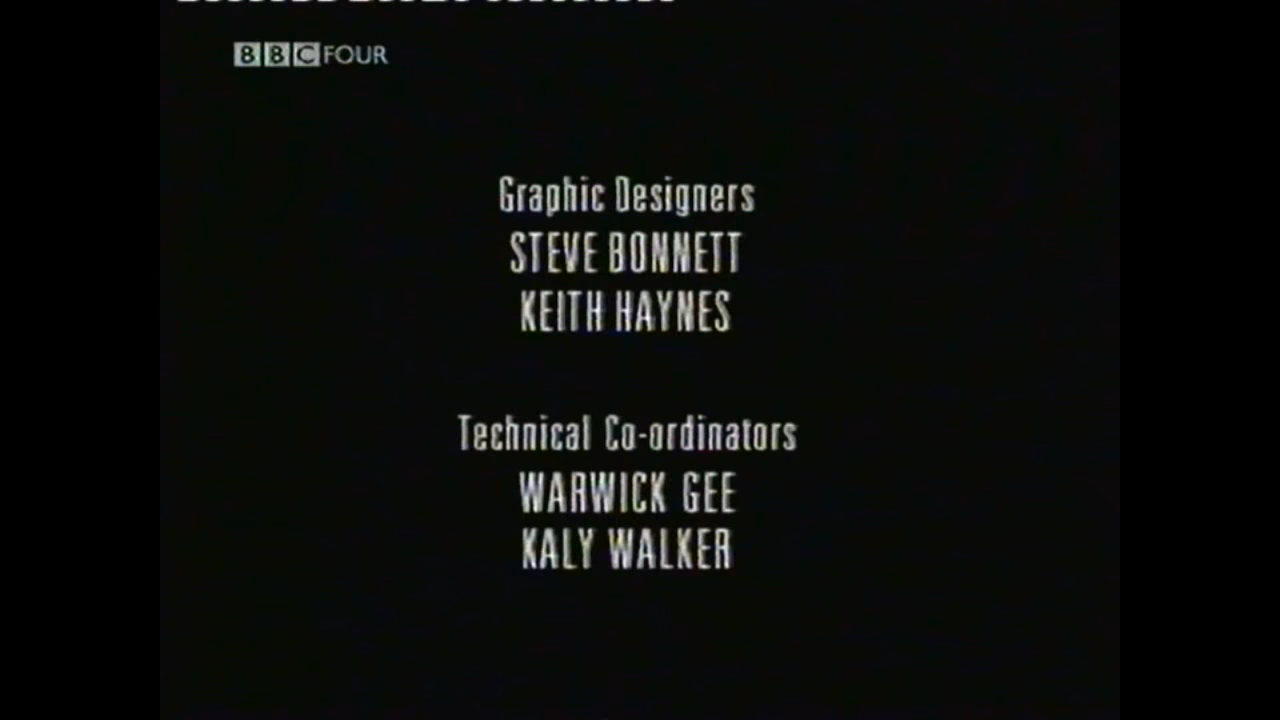 BBC FOUR
Graphic Designers
STEVE BONNETT
KEITH HAYNES
Technical Co-ordinators
WARWICK GEE
KALY WALKER